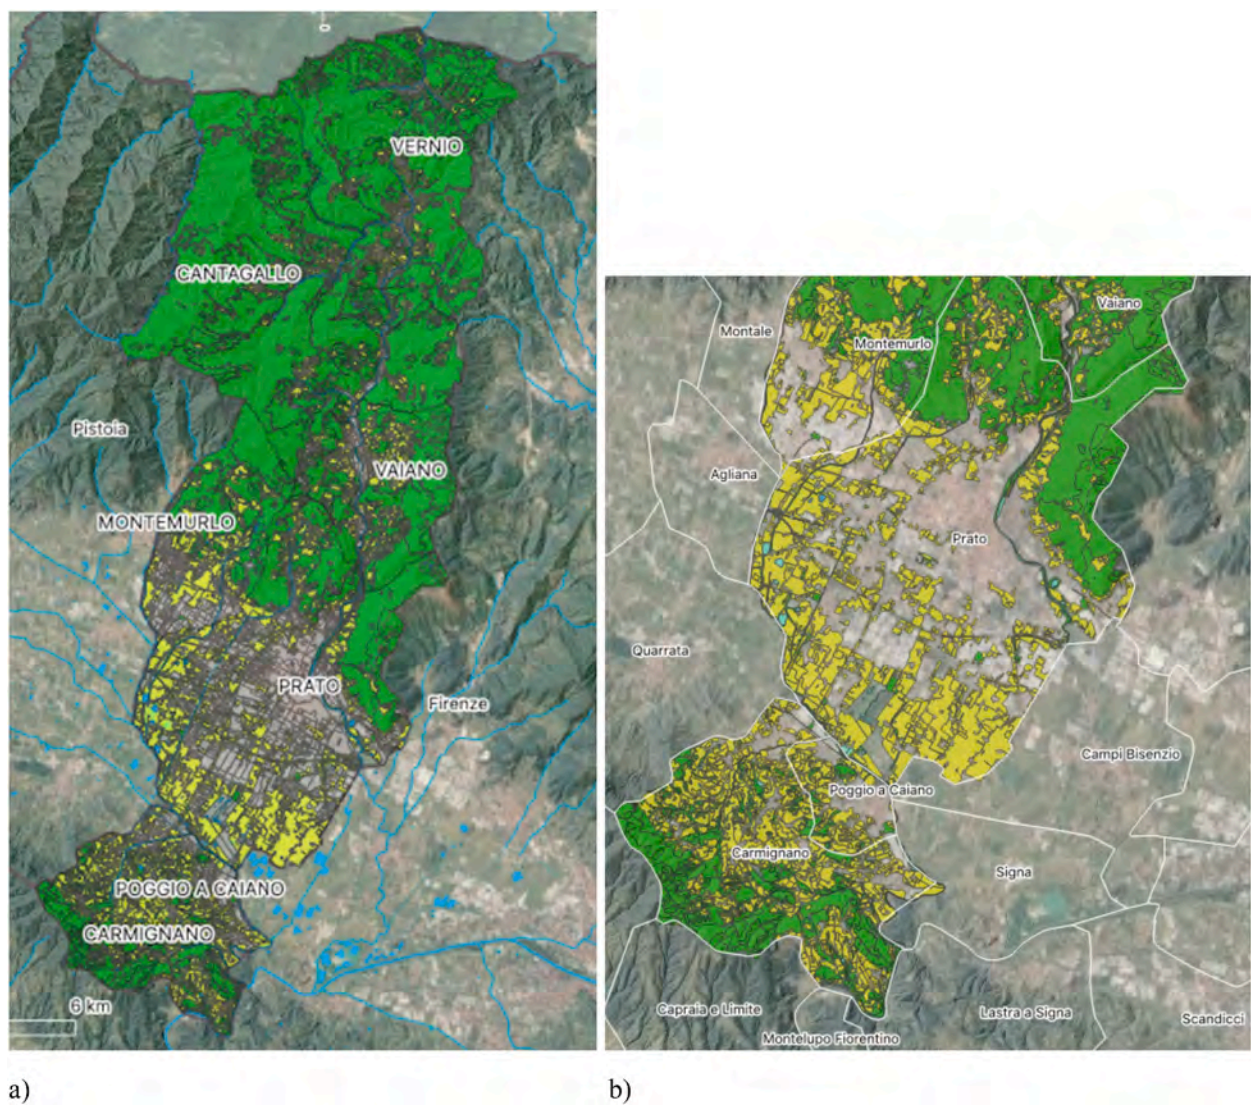 VERNIO
CANTAGALLO
Pistoia
VAIANO
MONTEMURLO
PRATO
Firenze
POGGIO A CAIANO
CARMIGNANO
6 km
Vaiano
Montale
Montemurlo
Agliana
Prato
Quarrata
Campi Bisenzio
Poggio a Caiano
Carmignano
Signa
Capraia e Limite
Lastra a Signa
Scandicci
Montelupo Fiorentino
a)
b)